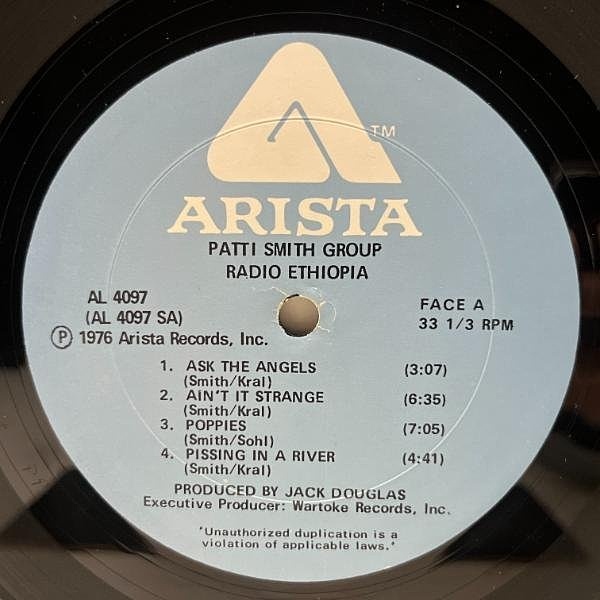 TM
ARISTA
PATTI SMITH GROUP
RADIO ETHIOPIA
AL 4097
(AL 4097 SA)
Ⓟ 1976 Arista Records, Inc.
FACE A
33 1/3 RPM
1. ASK THE ANGELS (3:07)
(Smith/Kral)
2. AIN'T IT STRANGE (6:35)
(Smith/Kral)
3. POPPIES (7:05)
(Smith/Sohl)
4. PISSING IN A RIVER (4:41)
(Smith/Kral)
PRODUCED BY JACK DOUGLAS
Executive Producer: Wartoke Records, Inc.
"Unauthorized duplication is a
violation of applicable laws."